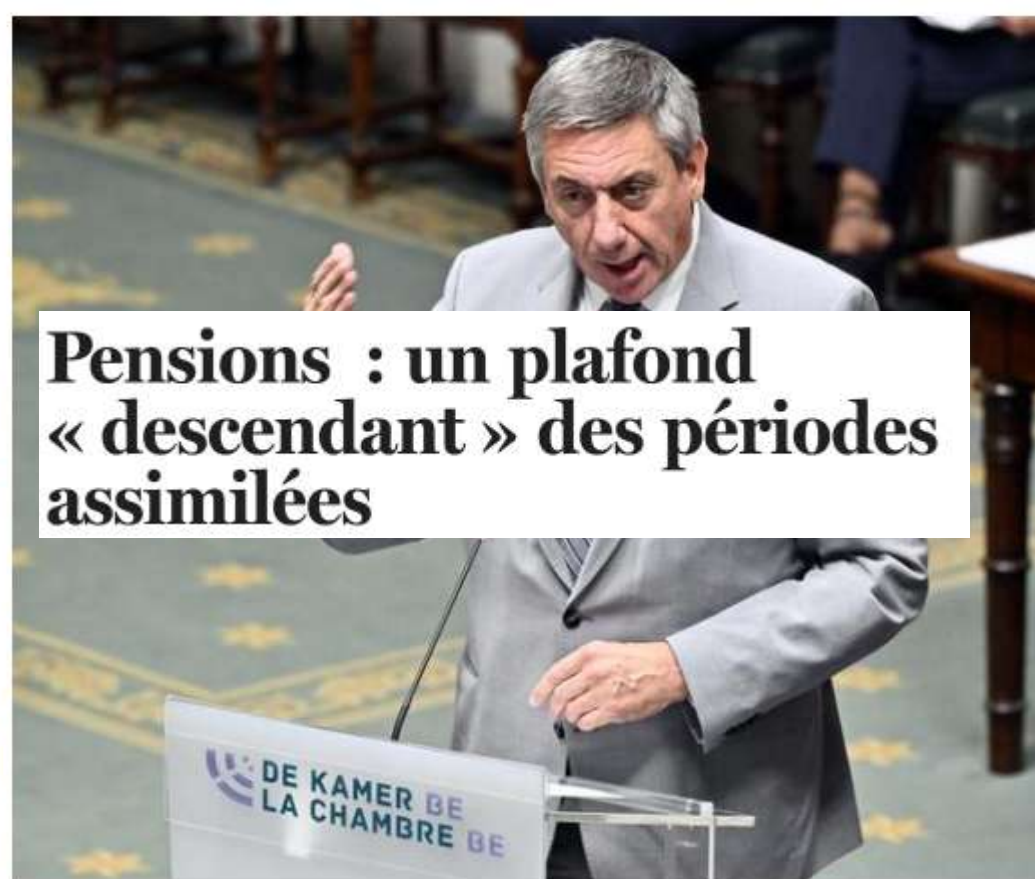 Pensions : un plafond
« descendant » des périodes
assimilées
DE KAMER BE
LA CHAMBRE BE